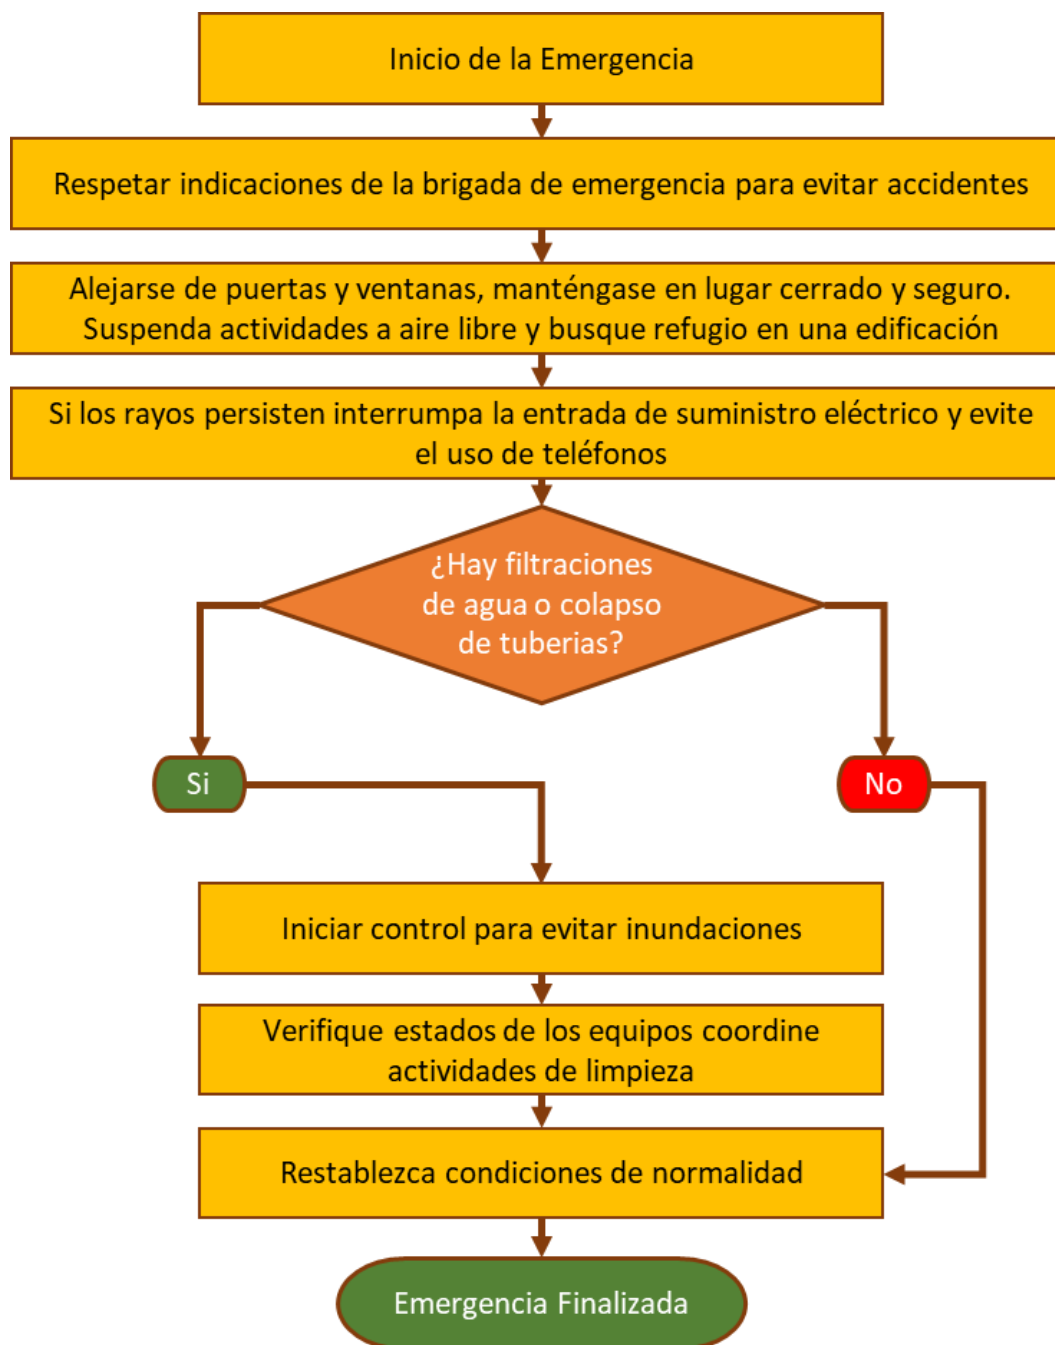 Inicio de la Emergencia
Respetar indicaciones de la brigada de emergencia para evitar accidentes
Alejarse de puertas y ventanas, manténgase en lugar cerrado y seguro.
Suspenda actividades a aire libre y busque refugio en una edificación
Si los rayos persisten interrumpa la entrada de suministro eléctrico y evite
el uso de teléfonos
¿Hay filtraciones
de agua o colapso
de tuberias?
Si
No
Iniciar control para evitar inundaciones
Verifique estados de los equipos coordine
actividades de limpieza
Restablezca condiciones de normalidad
Emergencia Finalizada